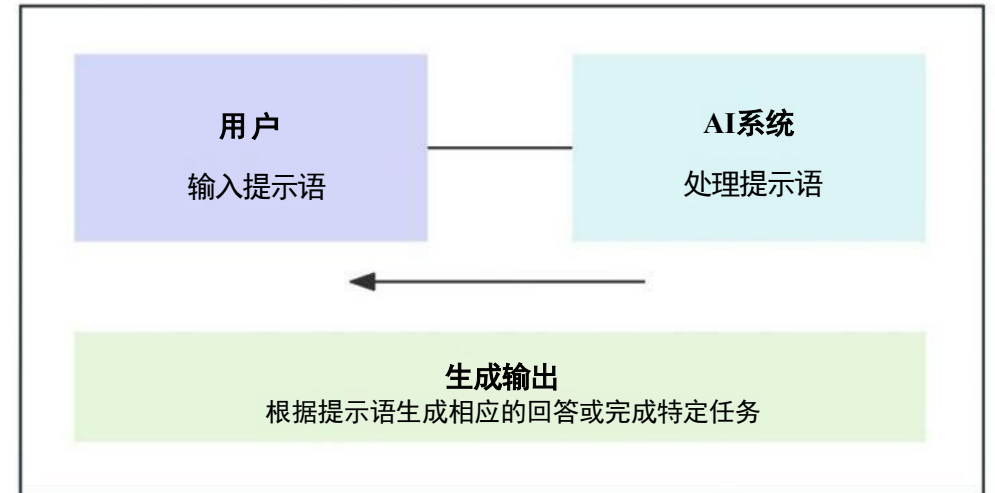 用户
输入提示语
AI系统
处理提示语
生成输出
根据提示语生成相应的回答或完成特定任务